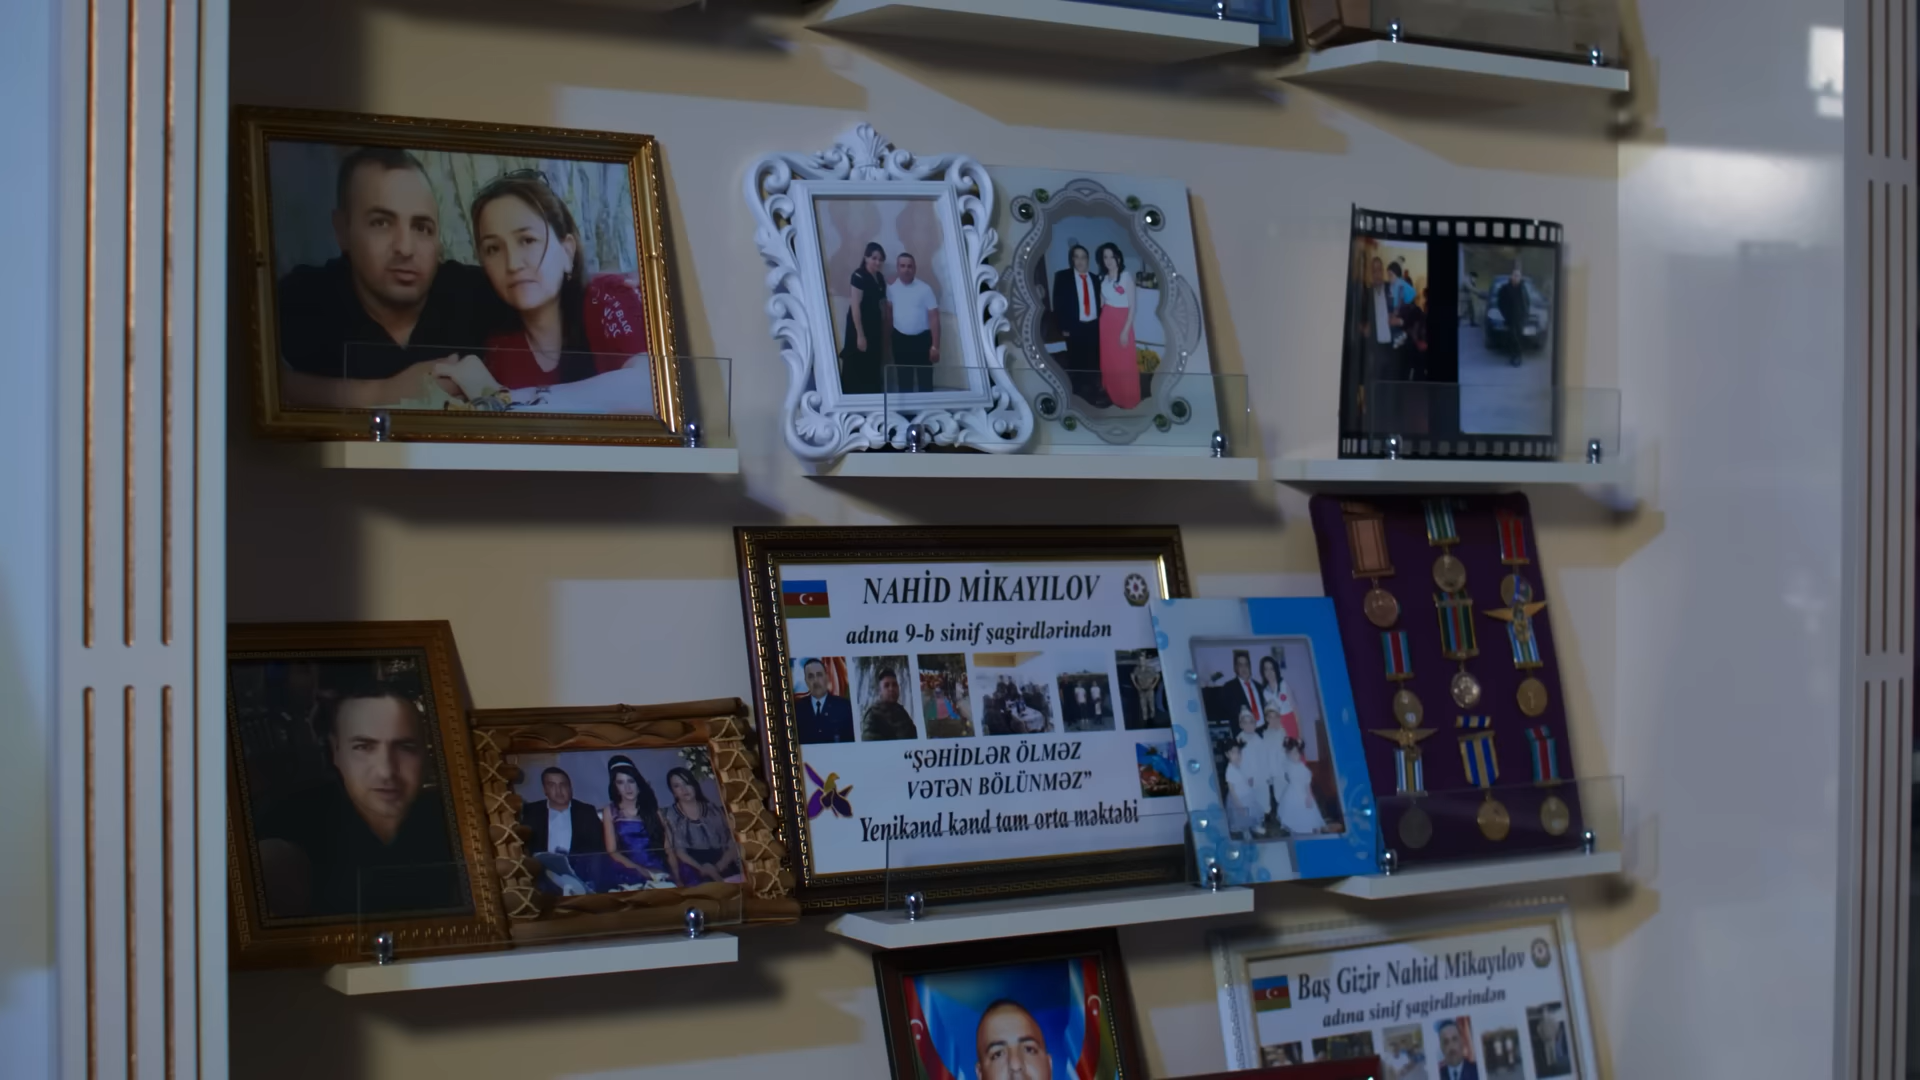 NAHİD MİKAYILOV
adına 9-b sinif şagirdlərindən
“ŞƏHİDLƏR ÖLMƏZ
VƏTƏN BÖLÜNMƏZ”
Yenikənd kənd tam orta məktəbi
Baş Gizir Nahid Mikayılov
adına sinif şagirdlərindən